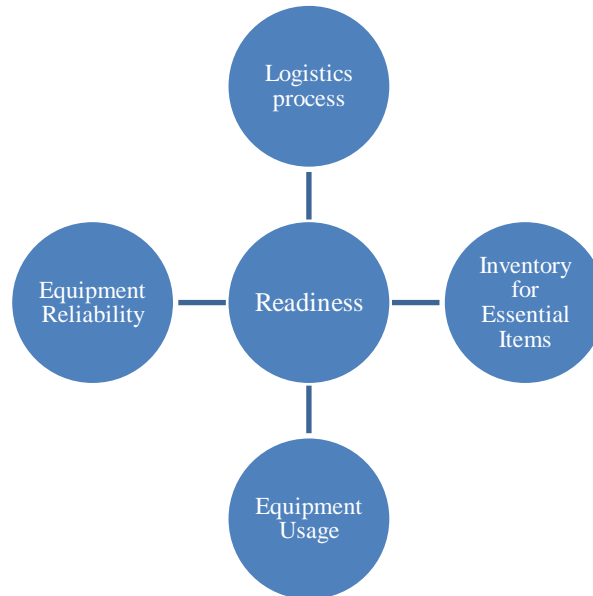 Logistics
process
Equipment
Reliability
Readiness
Inventory
for
Essential
Items
Equipment
Usage